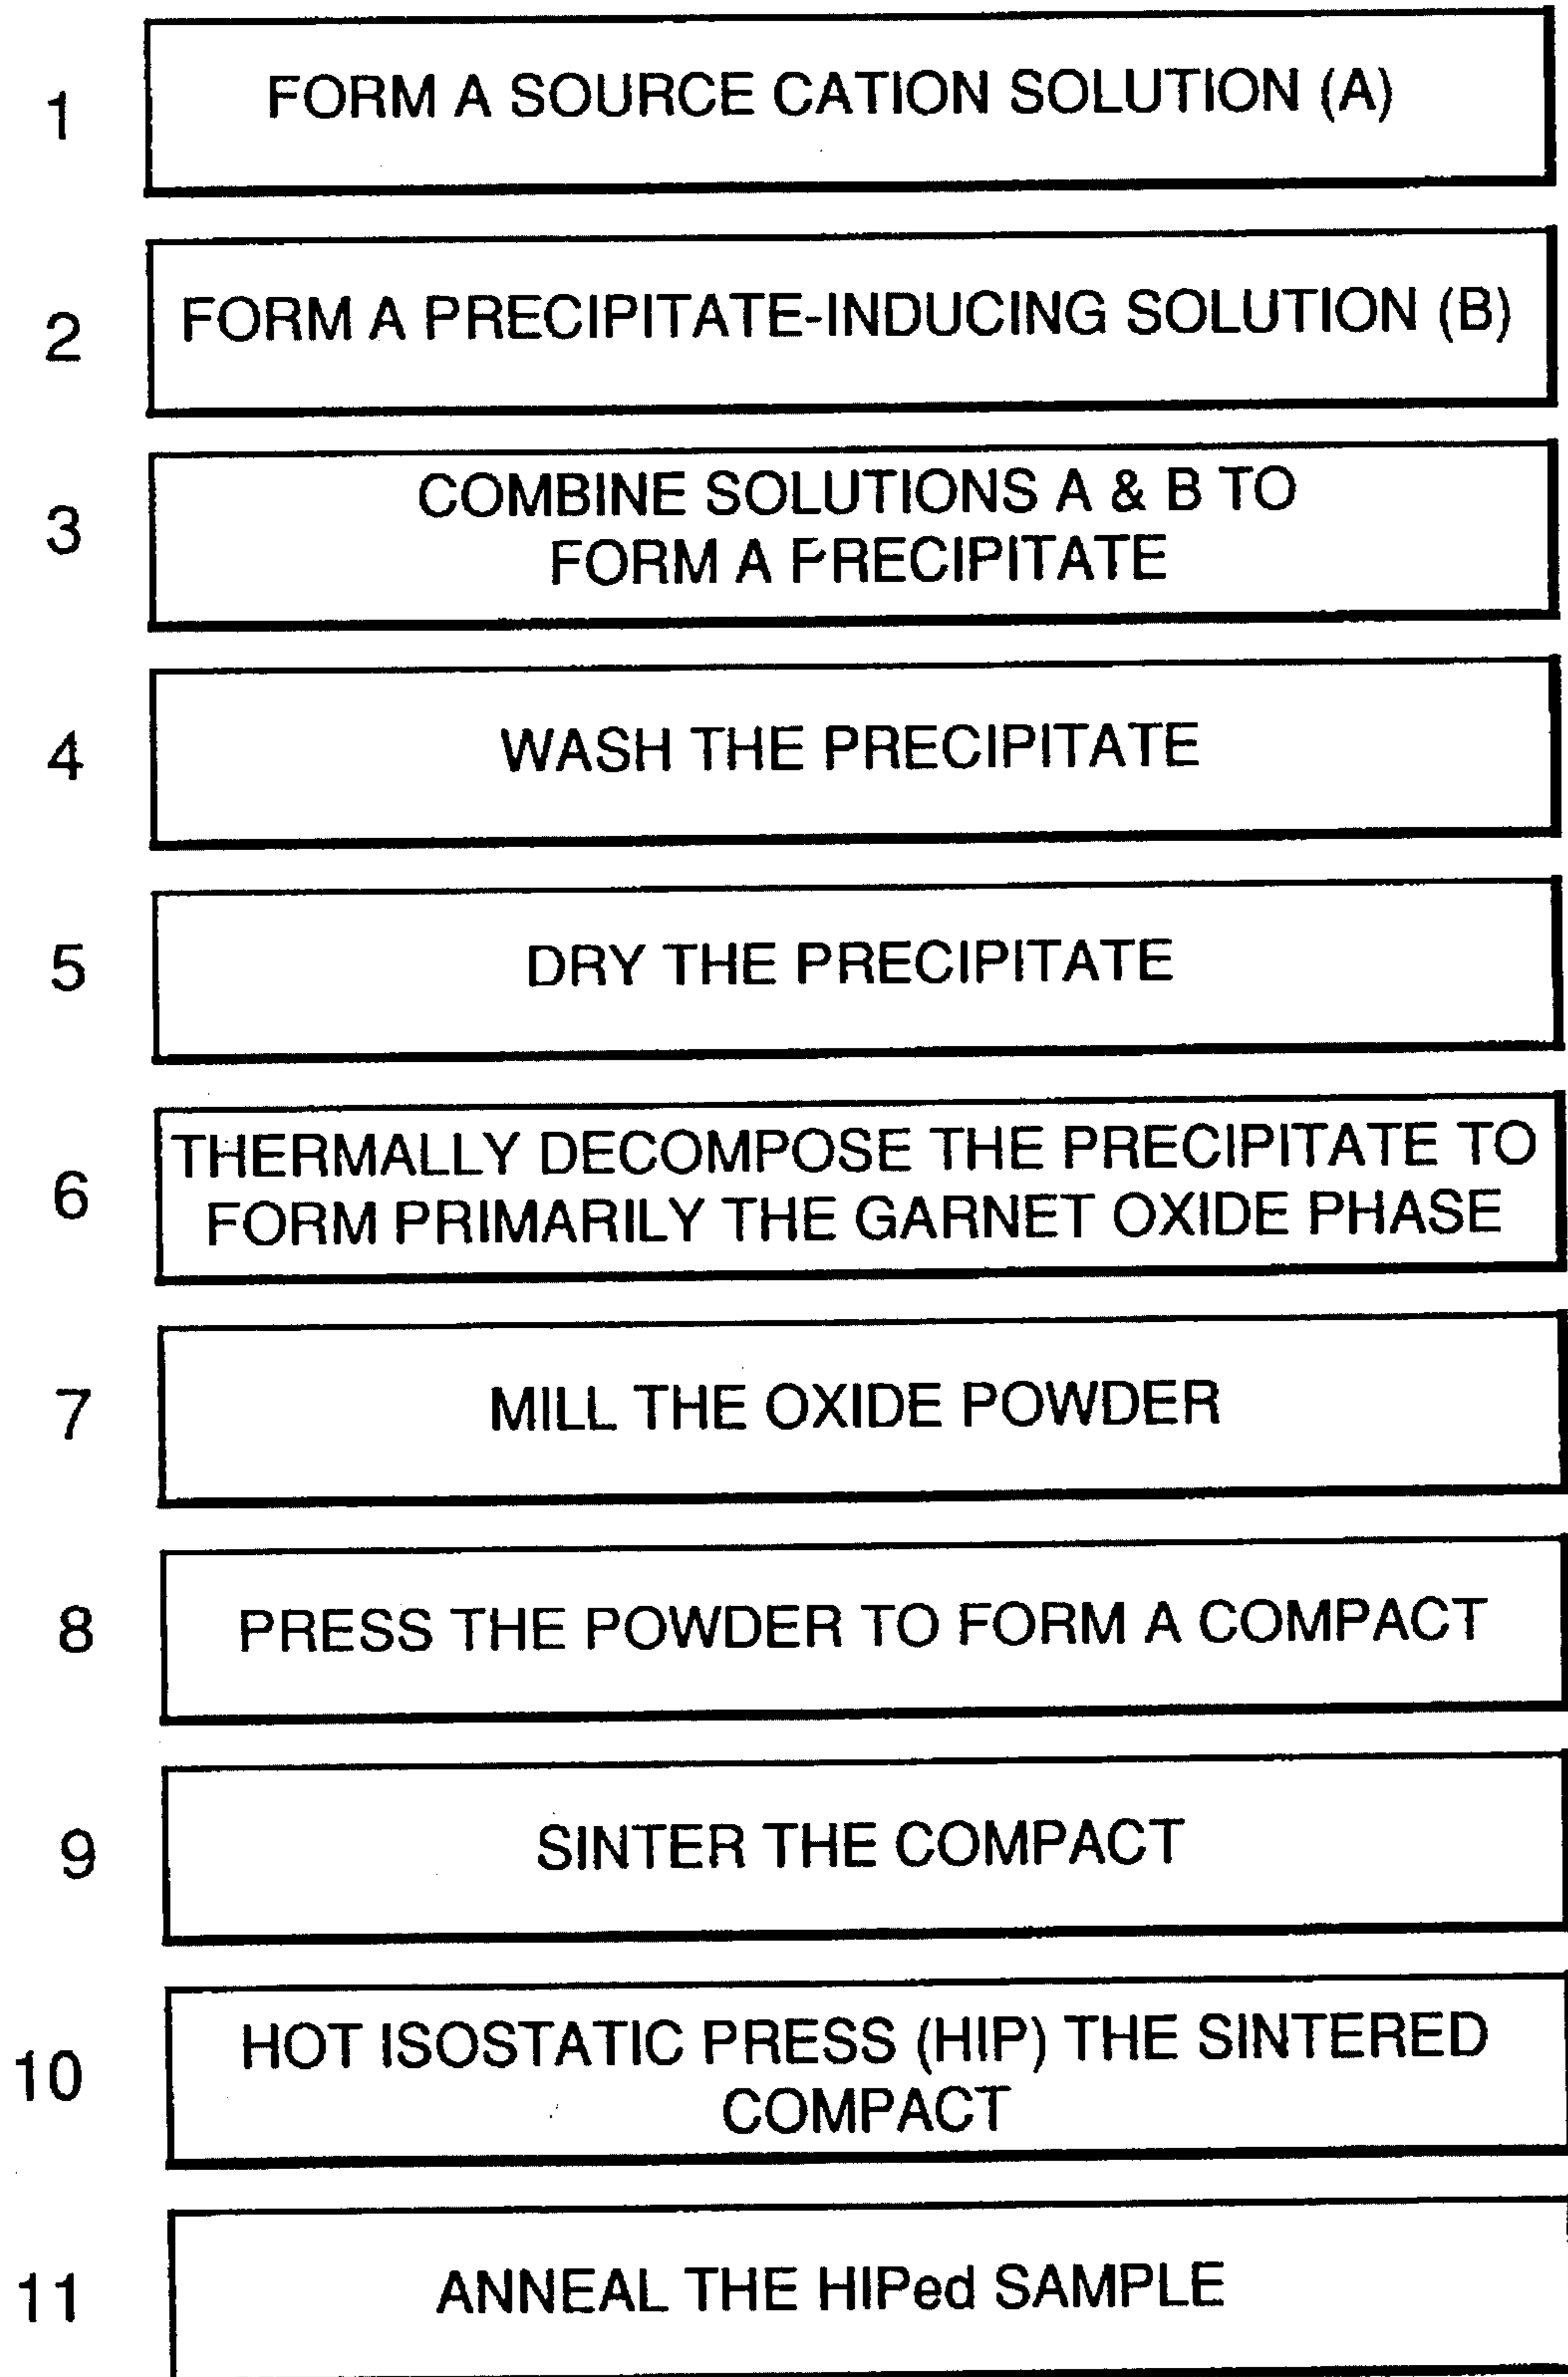 1 FORM A SOURCE CATION SOLUTION (A)
2 FORM A PRECIPITATE-INDUCING SOLUTION (B)
3 COMBINE SOLUTIONS A & B TO
FORM A PRECIPITATE
4 WASH THE PRECIPITATE
5 DRY THE PRECIPITATE
6 THERMALLY DECOMPOSE THE PRECIPITATE TO
FORM PRIMARILY THE GARNET OXIDE PHASE
7 MILL THE OXIDE POWDER
8 PRESS THE POWDER TO FORM A COMPACT
9 SINTER THE COMPACT
10 HOT ISOSTATIC PRESS (HIP) THE SINTERED
COMPACT
11 ANNEAL THE HIPed SAMPLE